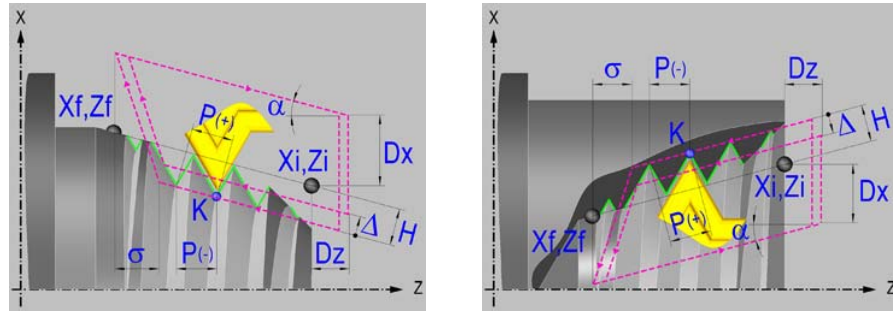 X
Xf,Zf
σ
P(+)
α
Dx
Xi,Zi
K
Δ
H
P(-)
Dz
Z
X
σ
P(-)
Dz
K
Δ
H
Xi,Zi
Dx
Xf,Zf
P(+)
α
Z